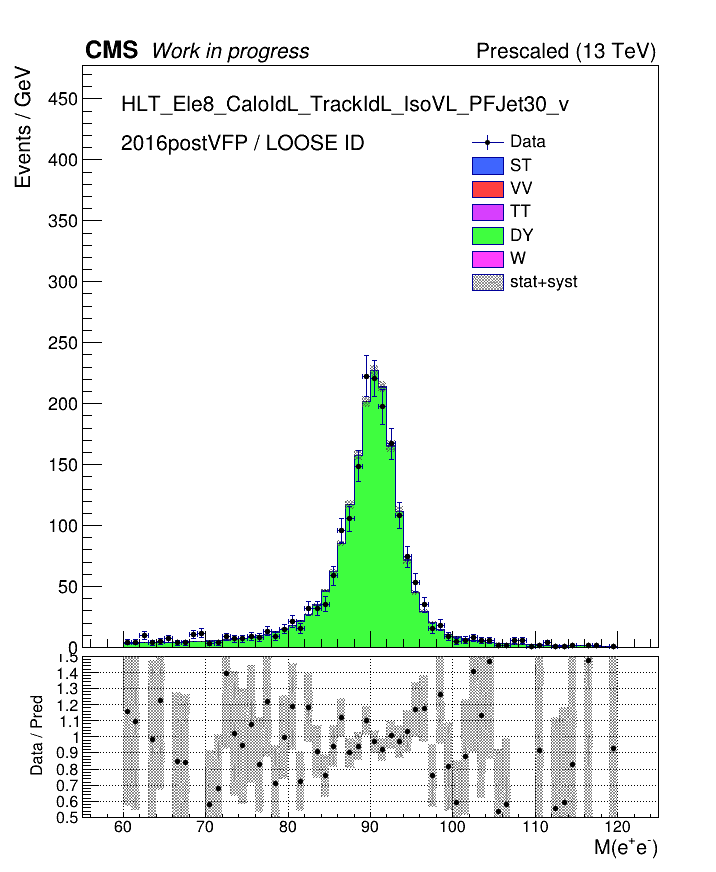 CMS Work in progress Prescaled (13 TeV)
Events / GeV
HLT_Ele8_CaloIdL_TrackIdL_IsoVL_PFJet30_v
2016postVFP / LOOSE ID
Data
ST
VV
TT
DY
W
stat+syst
450
400
350
300
250
200
150
100
50
0
Data / Pred
1.5
1.4
1.3
1.2
1.1
1
0.9
0.8
0.7
0.6
0.5
60 70 80 90 100 110 120
M(e⁺e⁻)